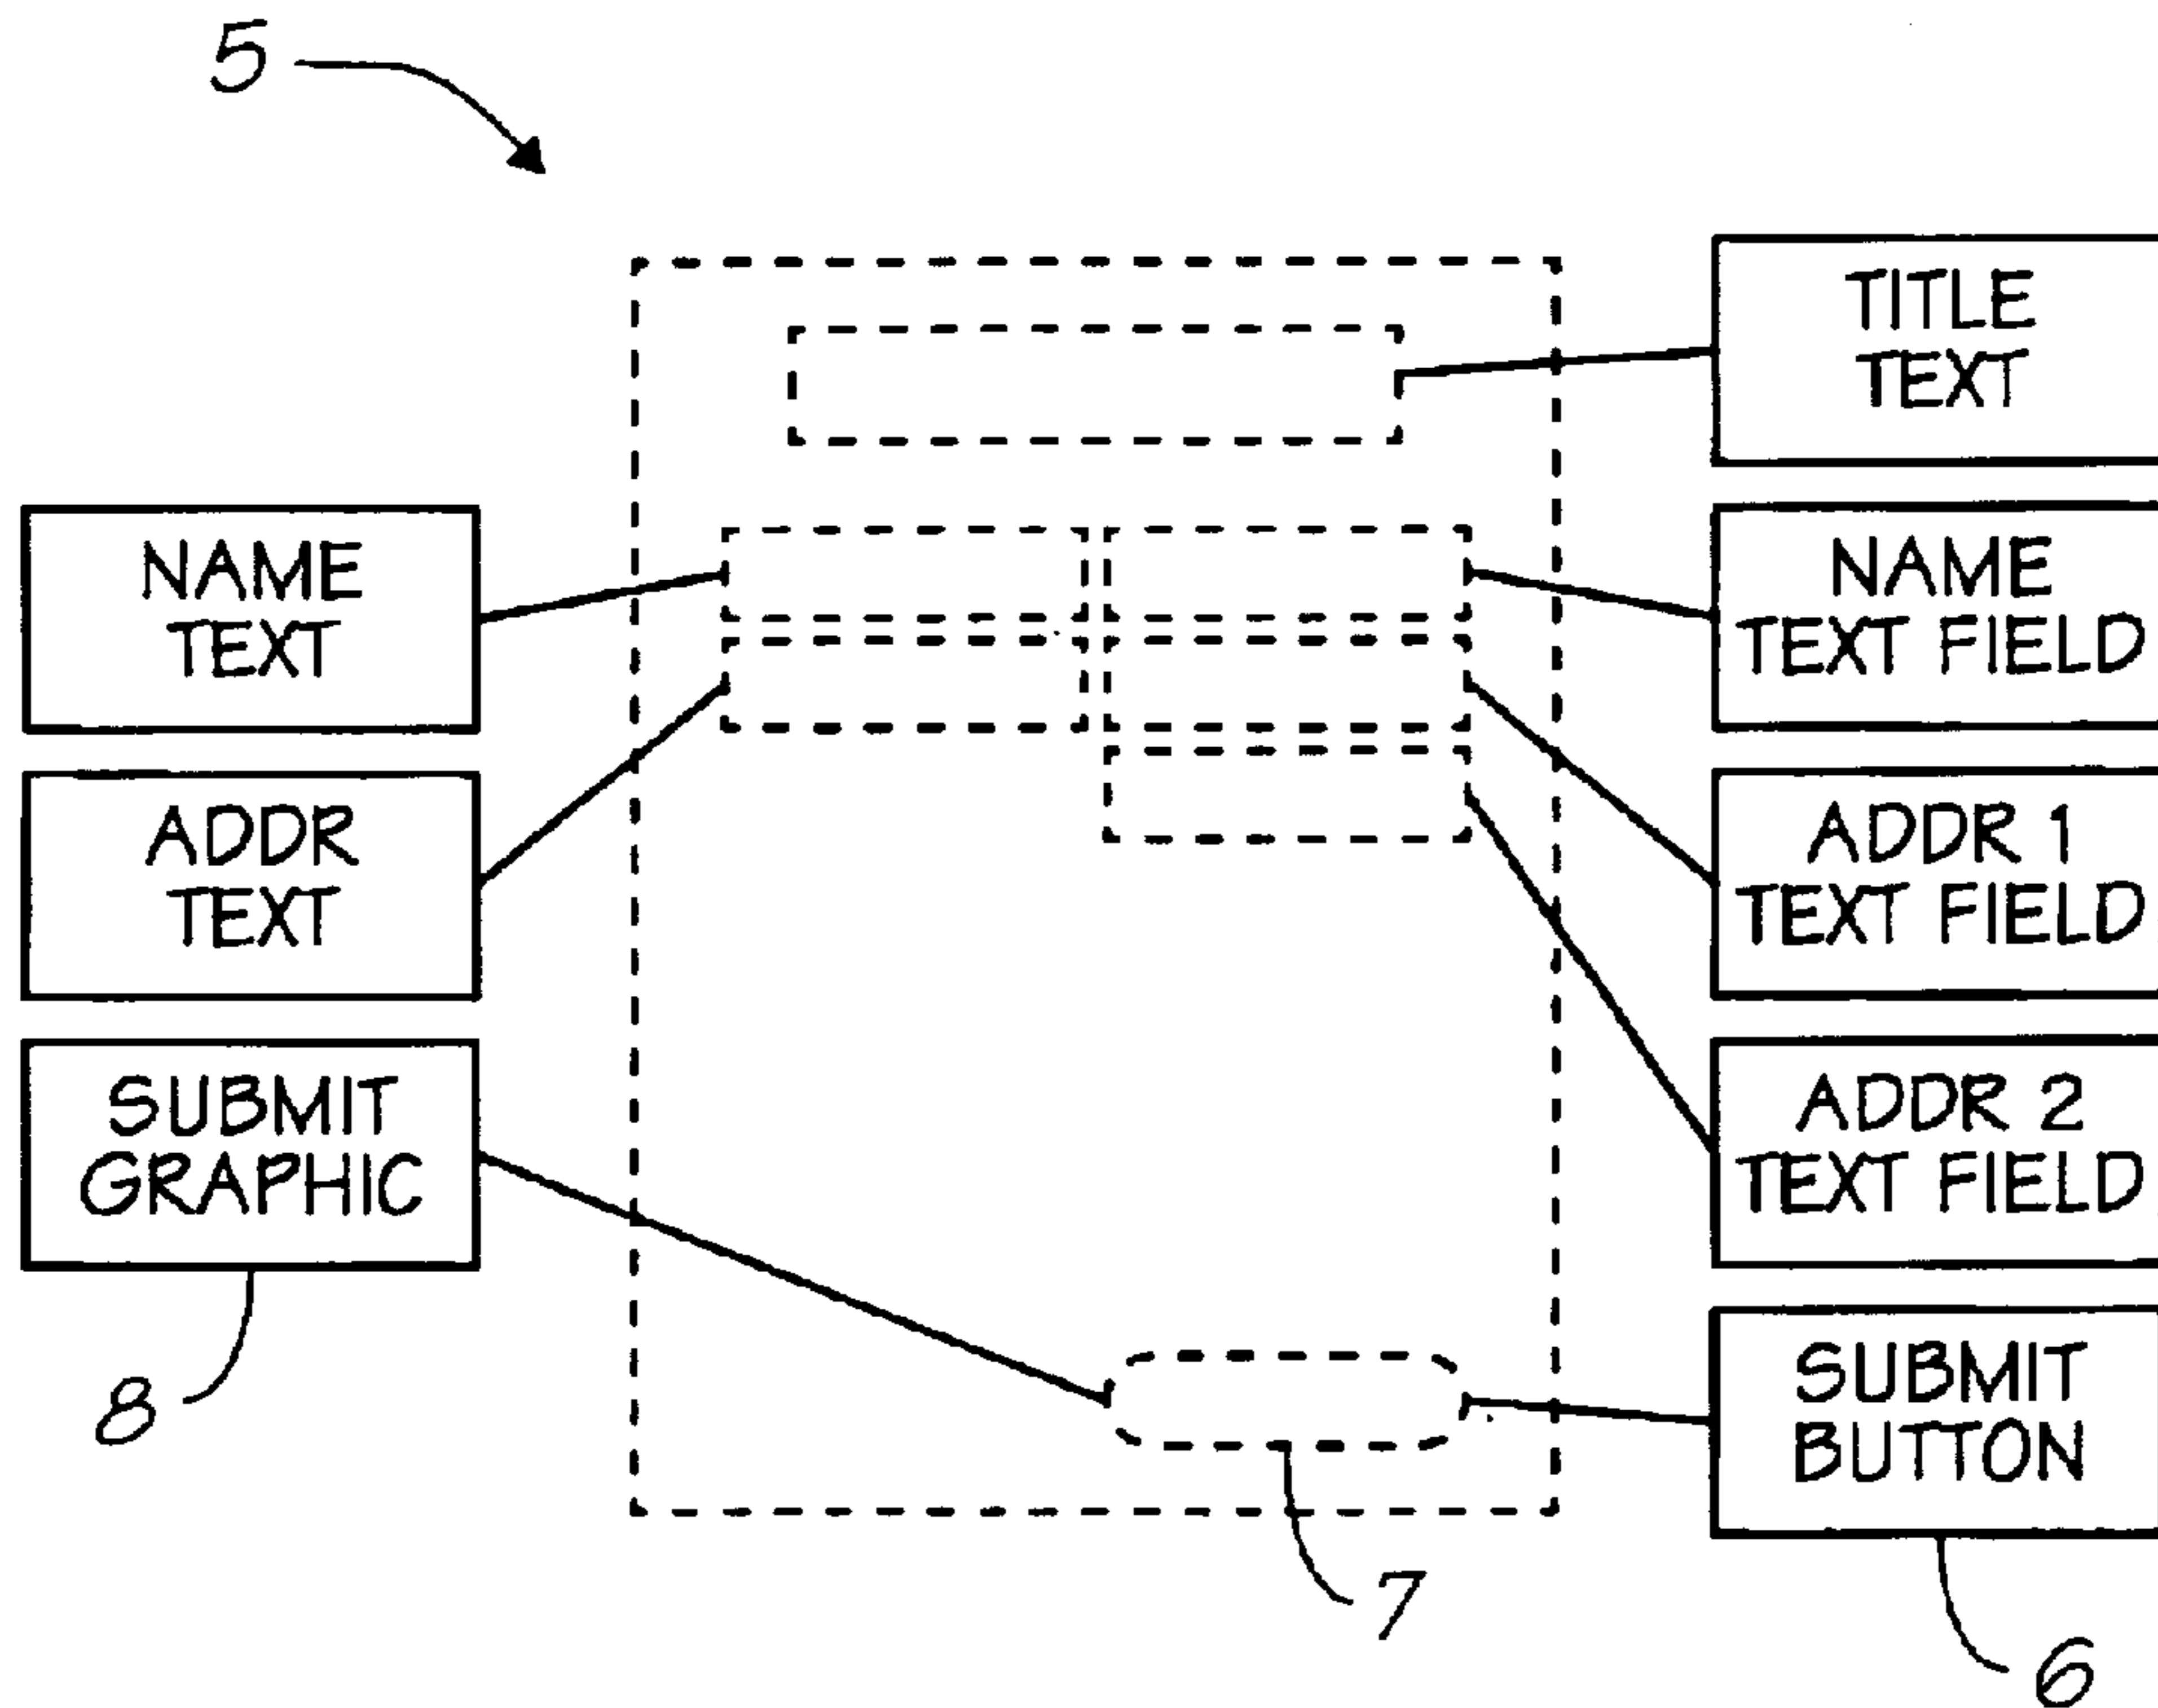 5
TITLE
TEXT
NAME
TEXT
NAME
TEXT FIELD
ADDR
TEXT
ADDR 1
TEXT FIELD
SUBMIT
GRAPHIC
ADDR 2
TEXT FIELD
8
SUBMIT
BUTTON
7
6